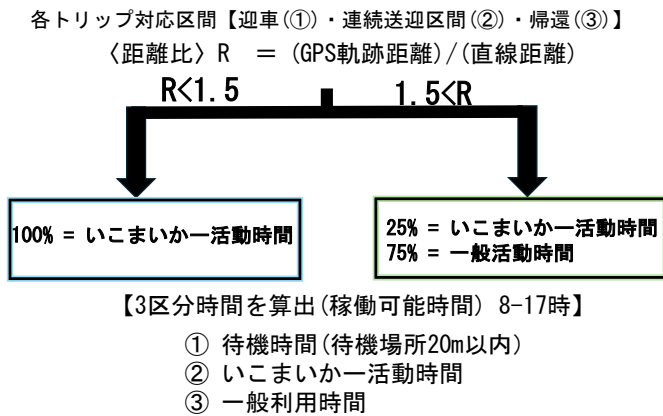 各トリップ対応区間【迎車(①)・連続送迎区間(②)・帰還(③)】
〈距離比〉R ＝ (GPS軌跡距離)/(直線距離)
R<1.5
1.5<R
100% = いこまいかー活動時間
25% = いこまいかー活動時間
75% = 一般活動時間
【3区分時間を算出(稼働可能時間) 8-17時】
① 待機時間(待機場所20m以内)
② いこまいかー活動時間
③ 一般利用時間